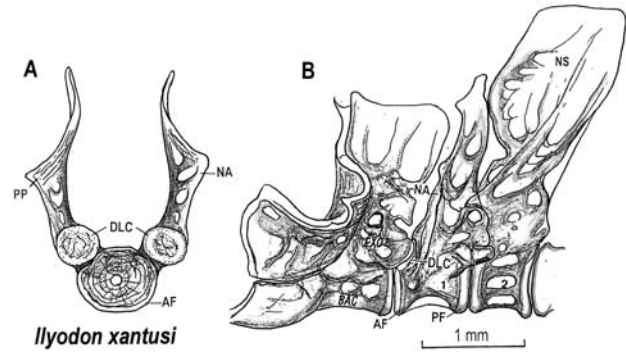 A
PP
NA
DLC
AF
Ilyodon xantusi
B
NS
NA
EXO
DLC
1
2
BAC
AF
PF
1 mm